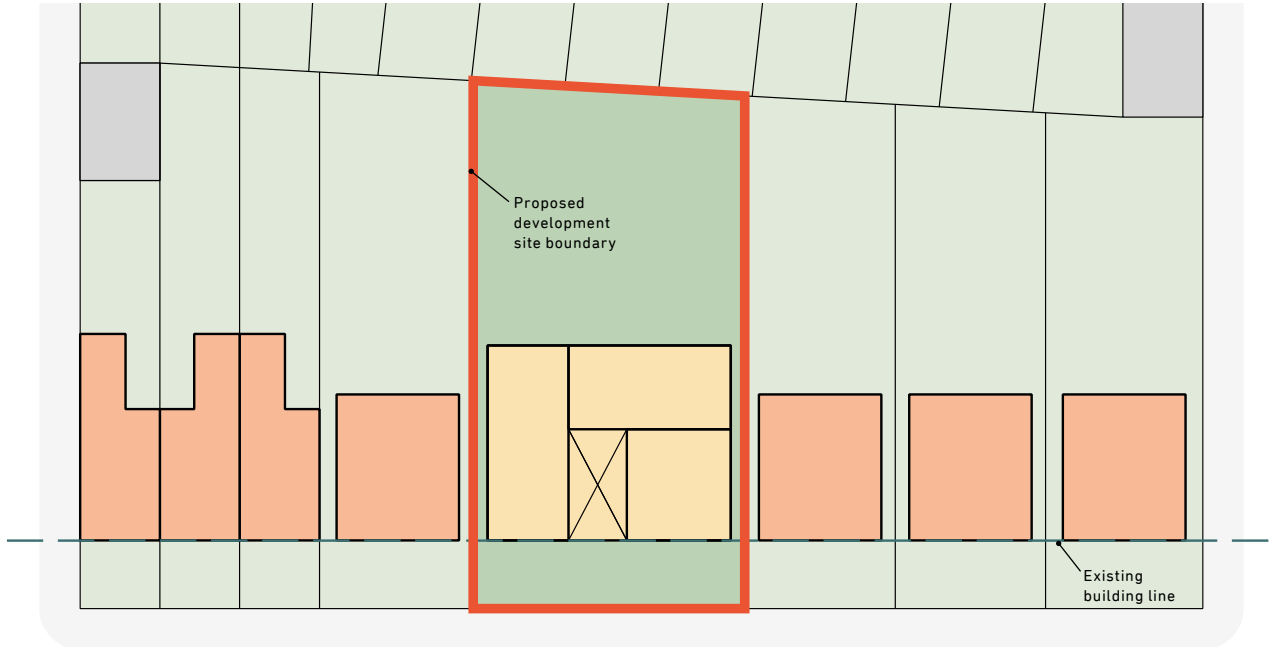 Proposed
development
site boundary
Existing
building line